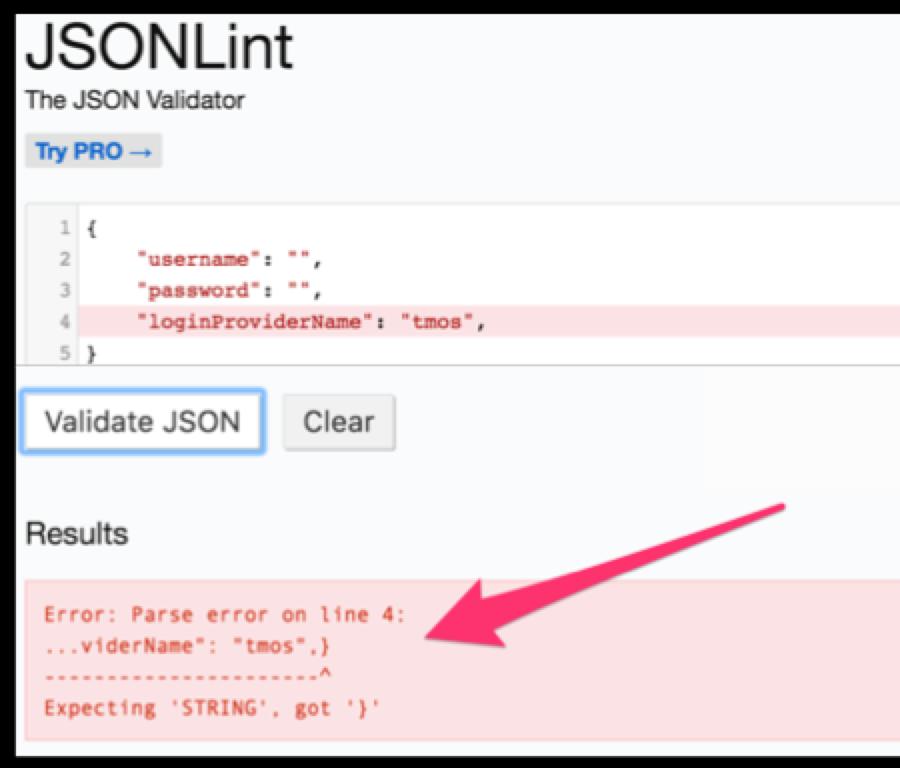 JSONLint
The JSON Validator
Try PRO →
1 {
2 "username": "",
3 "password": "",
4 "loginProviderName": "tmos",
5 }
Validate JSON Clear
Results
Error: Parse error on line 4:
...viderName": "tmos",}
----------------------^
Expecting 'STRING', got '}'